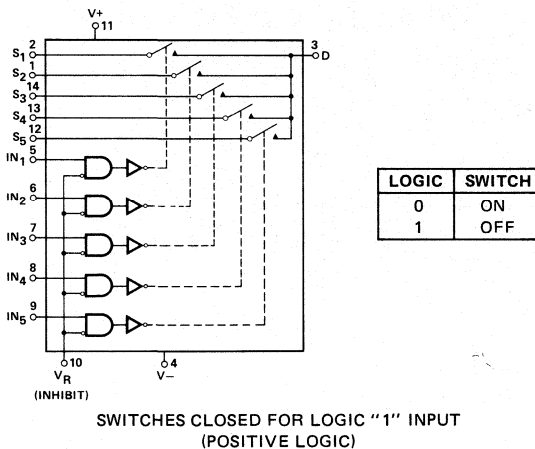 V+
11
S1 2
S2 1
S3 14
S4 13
S5 12
3 D
IN1 5
IN2 6
IN3 7
IN4 8
IN5 9
10
VR
(INHIBIT)
4
V−
LOGIC SWITCH
0 ON
1 OFF
SWITCHES CLOSED FOR LOGIC "1" INPUT
(POSITIVE LOGIC)